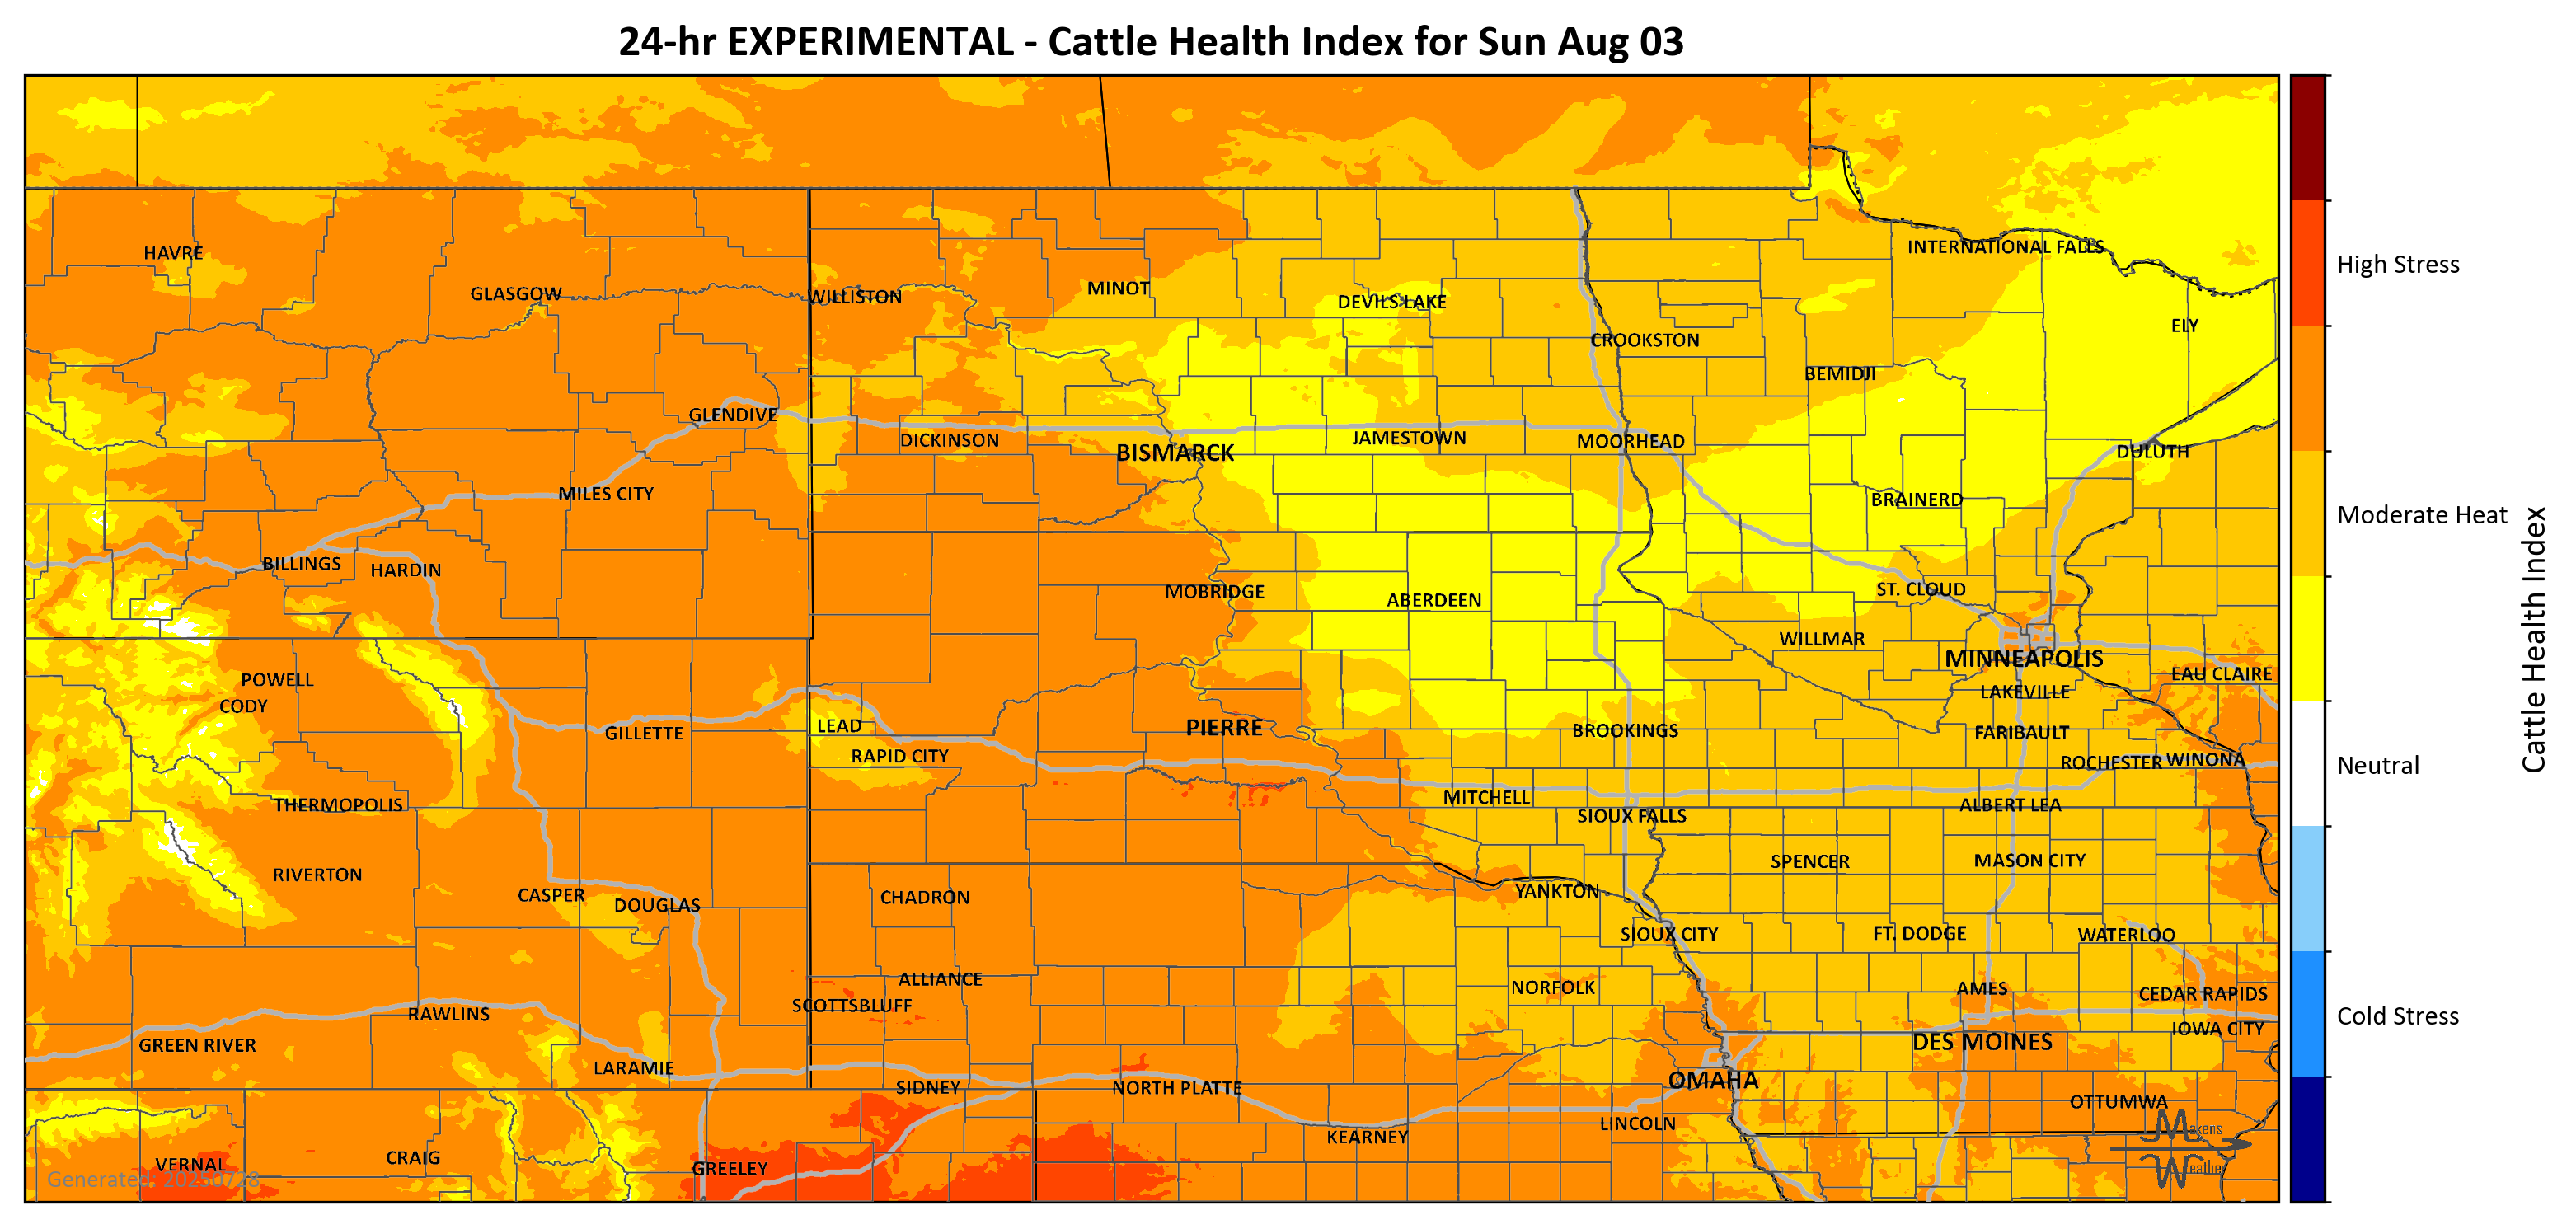 24-hr EXPERIMENTAL - Cattle Health Index for Sun Aug 03
HAVRE
INTERNATIONAL FALLS
GLASGOW
WILLISTON
MINOT
DEVILS LAKE
ELY
CROOKSTON
BEMIDJI
GLENDIVE
DICKINSON
BISMARCK
JAMESTOWN
MOORHEAD
DULUTH
MILES CITY
BRAINERD
BILLINGS
HARDIN
MOBRIDGE
ABERDEEN
ST. CLOUD
WILLMAR
MINNEAPOLIS
POWELL
EAU CLAIRE
CODY
LAKEVILLE
GILLETTE
LEAD
PIERRE
BROOKINGS
FARIBAULT
RAPID CITY
ROCHESTER
WINONA
THERMOPOLIS
MITCHELL
ALBERT LEA
SIOUX FALLS
RIVERTON
SPENCER
MASON CITY
CASPER
DOUGLAS
CHADRON
YANKTON
SIOUX CITY
FT. DODGE
WATERLOO
ALLIANCE
NORFOLK
AMES
CEDAR RAPIDS
SCOTTSBLUFF
RAWLINS
IOWA CITY
GREEN RIVER
DES MOINES
LARAMIE
SIDNEY
NORTH PLATTE
OMAHA
OTTUMWA
LINCOLN
KEARNEY
VERNAL
CRAIG
GREELEY
Generated: 20250728
Makens
Weather
High Stress
Moderate Heat
Neutral
Cold Stress
Cattle Health Index